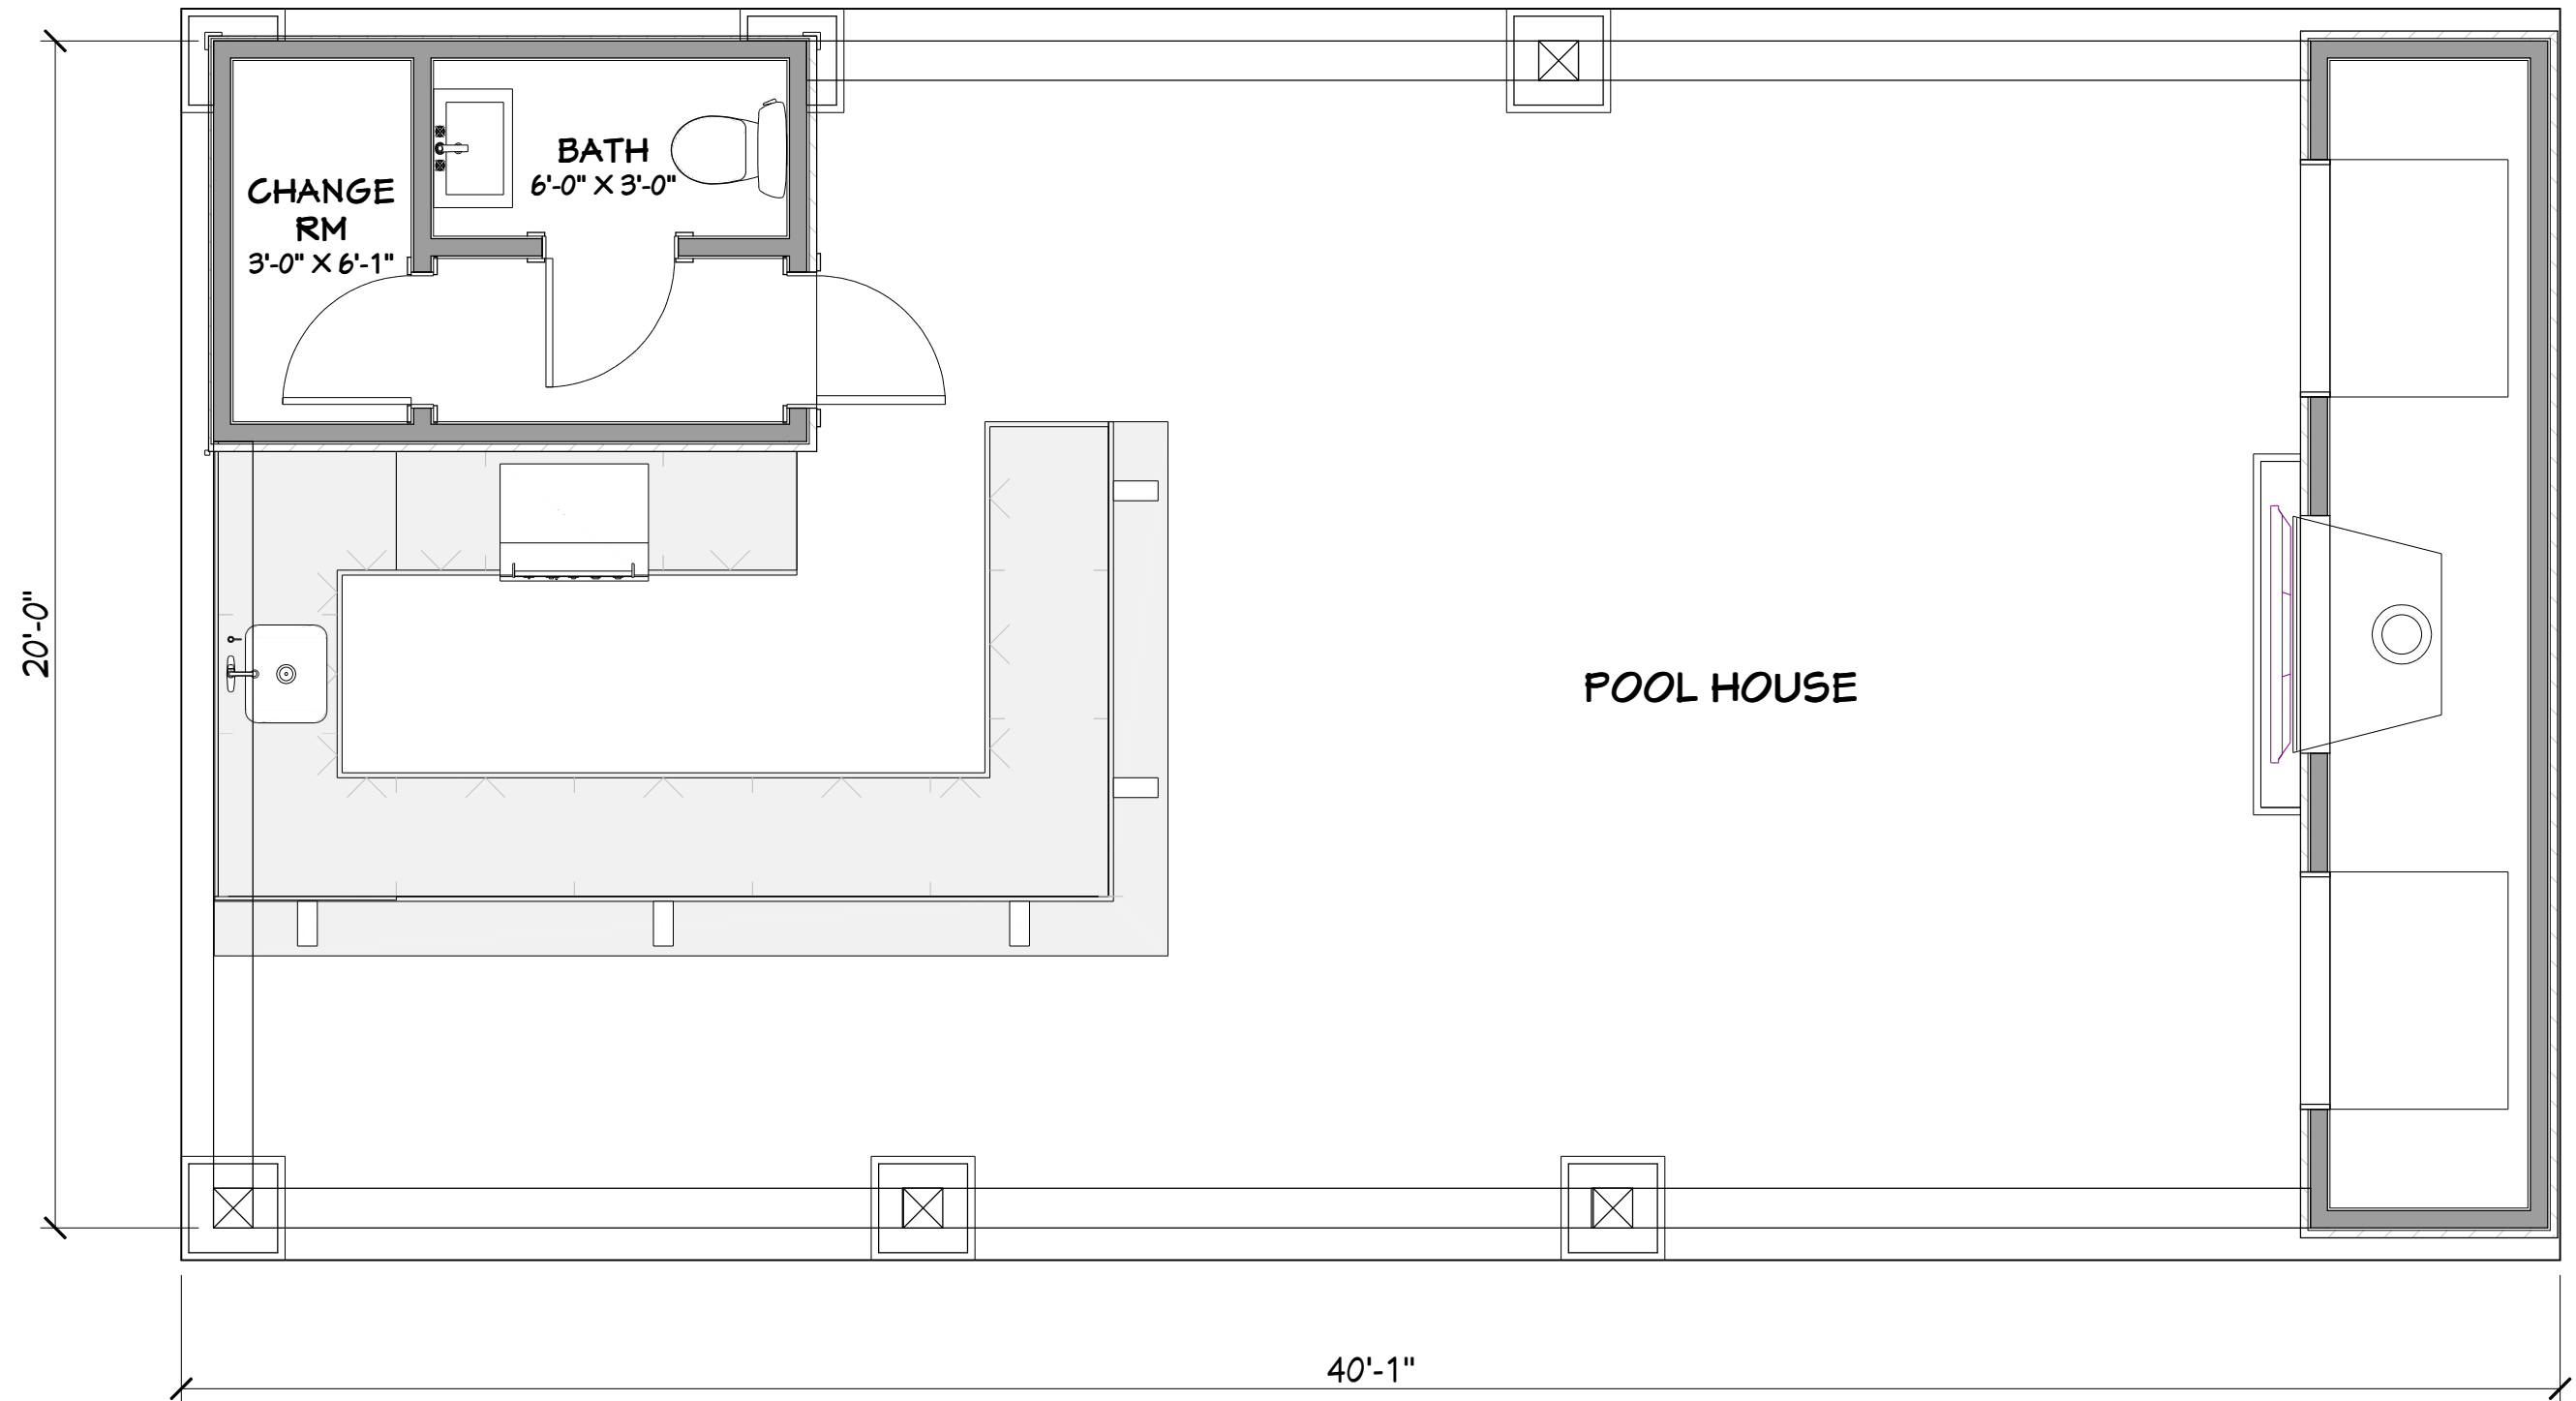 CHANGE
RM
3'-0" X 6'-1"
BATH
6'-0" X 3'-0"
20'-0"
POOL HOUSE
40'-1"